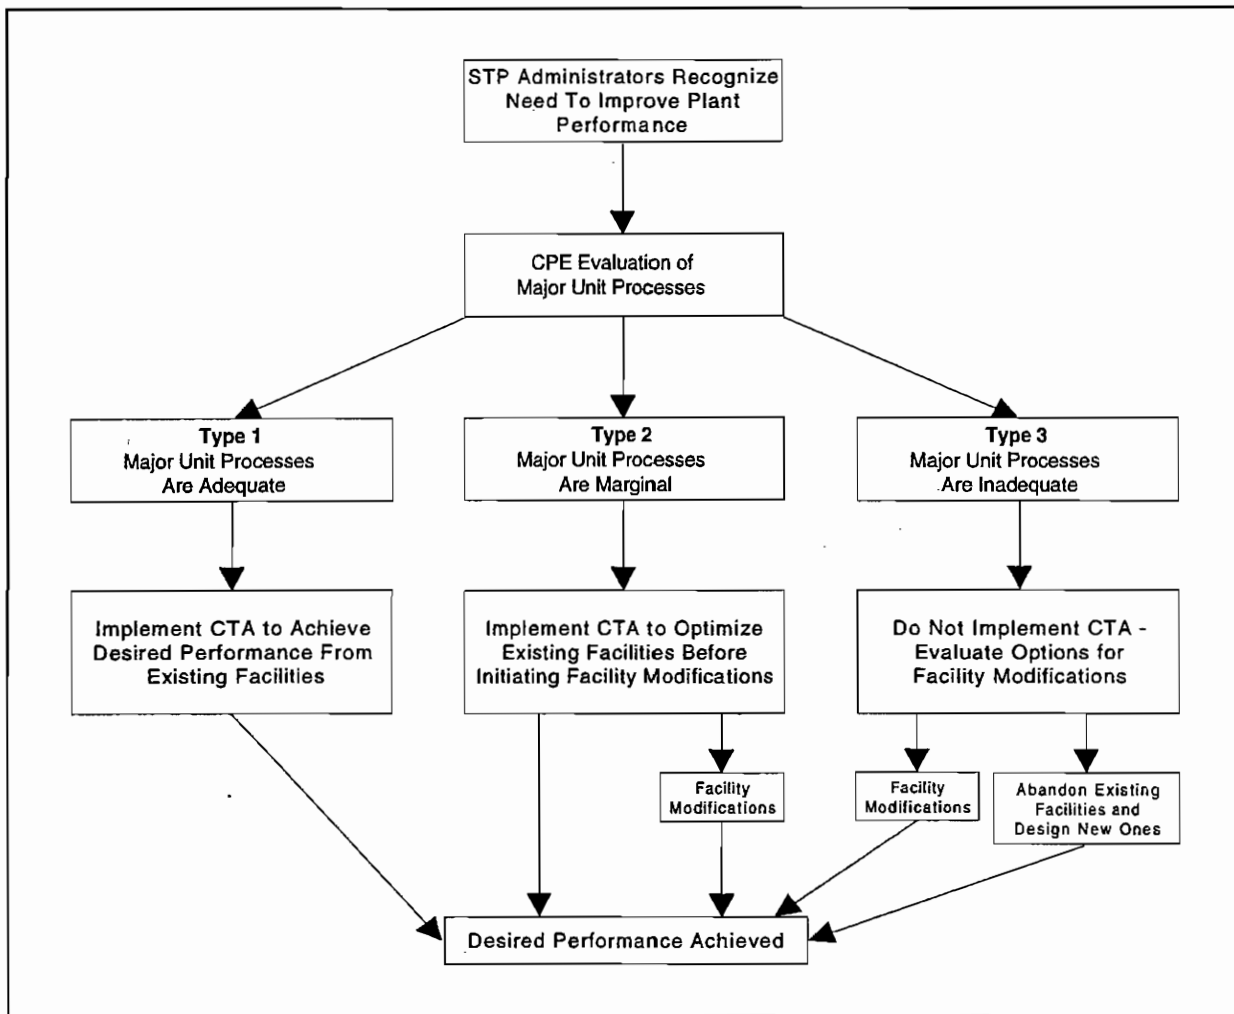 STP Administrators Recognize
Need To Improve Plant
Performance
CPE Evaluation of
Major Unit Processes
Type 1
Major Unit Processes
Are Adequate
Type 2
Major Unit Processes
Are Marginal
Type 3
Major Unit Processes
Are Inadequate
Implement CTA to Achieve
Desired Performance From
Existing Facilities
Implement CTA to Optimize
Existing Facilities Before
Initiating Facility Modifications
Do Not Implement CTA -
Evaluate Options for
Facility Modifications
Facility
Modifications
Facility
Modifications
Abandon Existing
Facilities and
Design New Ones
Desired Performance Achieved